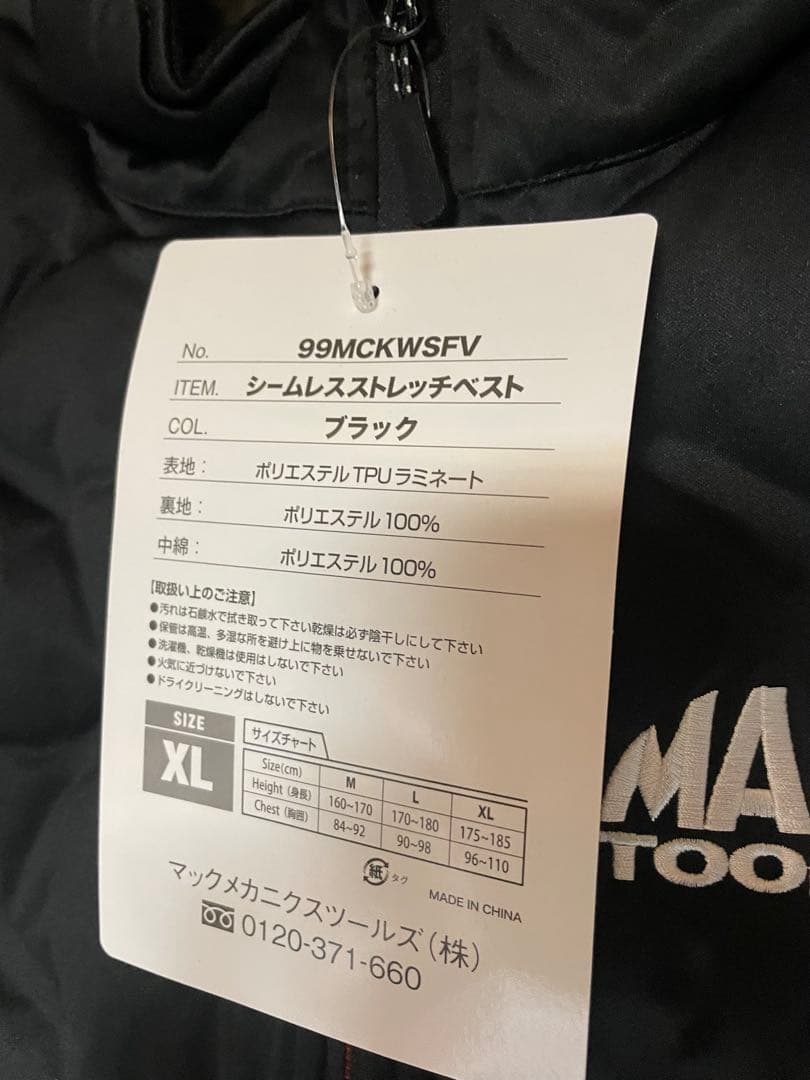 No. 99MCKWSFV
ITEM. シームレスストレッチベスト
COL. ブラック
表地： ポリエステル TPUラミネート
裏地： ポリエステル 100%
中綿： ポリエステル 100%
【取扱い上のご注意】
●汚れは石鹸水で拭き取って下さい乾燥は必ず陰干しにして下さい
●保管は高温、多湿な所を避け上に物を乗せないで下さい
●洗濯機、乾燥機は使用はしないで下さい
●火気に近づけないで下さい
●ドライクリーニングはしないで下さい
SIZE
XL
サイズチャート
Size(cm) M L XL
Height（身長） 160~170 170~180 175~185
Chest（胸囲） 84~92 90~98 96~110
紙 タグ
MADE IN CHINA
マックメカニクスツールズ（株）
0120-371-660
MA
TOO